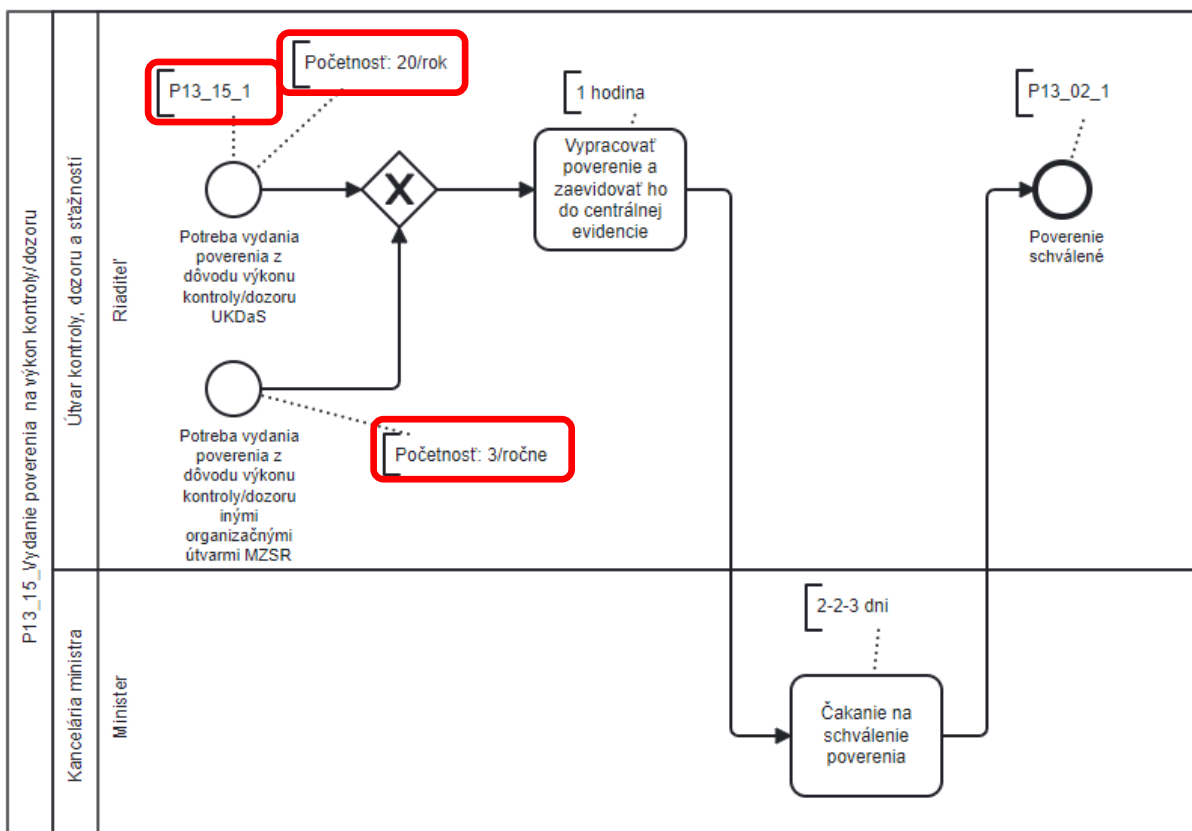 P13_15_Vydanie poverenia na výkon kontroly/dozoru
Útvar kontroly, dozoru a sťažností
Riaditeľ
P13_15_1
Početnosť: 20/rok
1 hodina
P13_02_1
X
Vypracovať
poverenie a
zaevidovať ho
do centrálnej
evidencie
Potreba vydania
poverenia z
dôvodu výkonu
kontroly/dozoru
UKDaS
Poverenie
schválené
Početnosť: 3/ročne
Potreba vydania
poverenia z
dôvodu výkonu
kontroly/dozoru
inými
organizačnými
útvarmi MZSR
Kancelária ministra
Minister
2-2-3 dni
Čakanie na
schválenie
poverenia